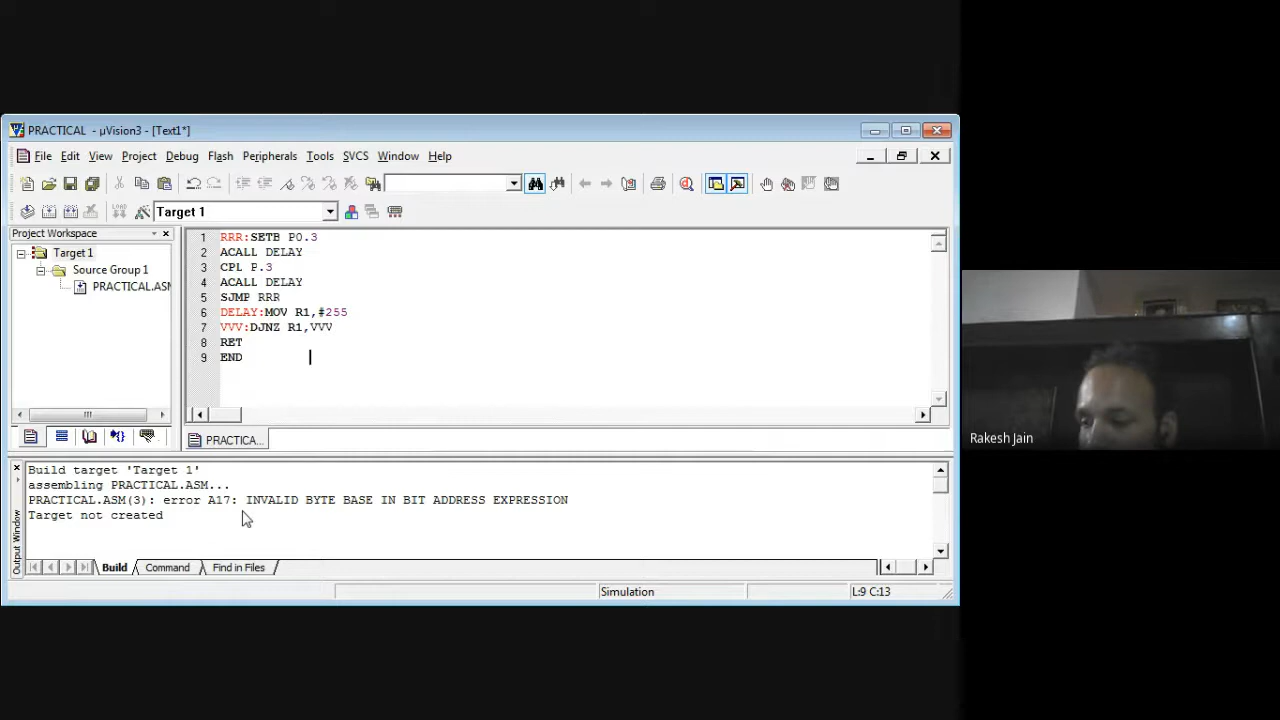 PRACTICAL - µVision3 - [Text1*]
File Edit View Project Debug Flash Peripherals Tools SVCS Window Help
Target 1
Project Workspace
Target 1
Source Group 1
PRACTICAL.ASM
1 RRR:SETB P0.3
2 ACALL DELAY
3 CPL P.3
4 ACALL DELAY
5 SJMP RRR
6 DELAY:MOV R1,#255
7 VVV:DJNZ R1,VVV
8 RET
9 END
PRACTICA...
Build target 'Target 1'
assembling PRACTICAL.ASM...
PRACTICAL.ASM(3): error A17: INVALID BYTE BASE IN BIT ADDRESS EXPRESSION
Target not created
Output Window
Build Command Find in Files
Simulation
L:9 C:13
Rakesh Jain